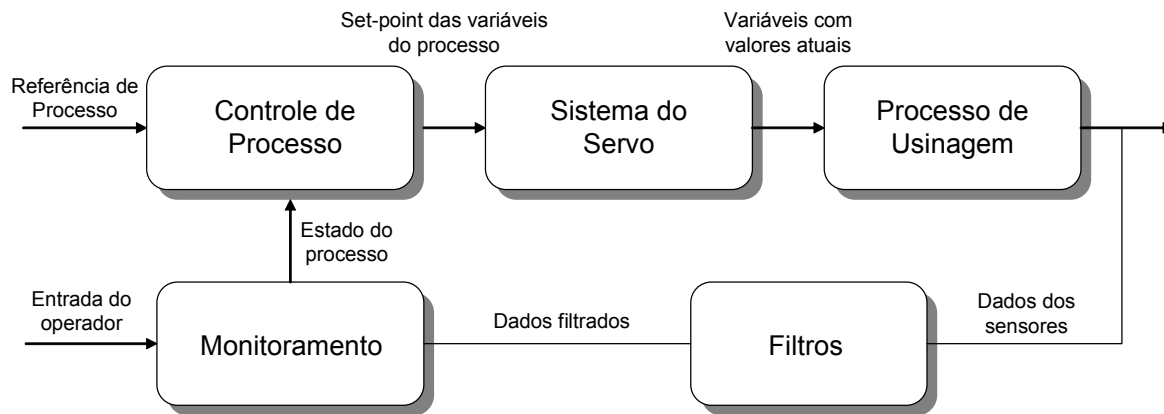 Set-point das variáveis
do processo
Variáveis com
valores atuais
Referência de
Processo
Controle de
Processo
Sistema do
Servo
Processo de
Usinagem
Estado do
processo
Entrada do
operador
Monitoramento
Dados filtrados
Filtros
Dados dos
sensores